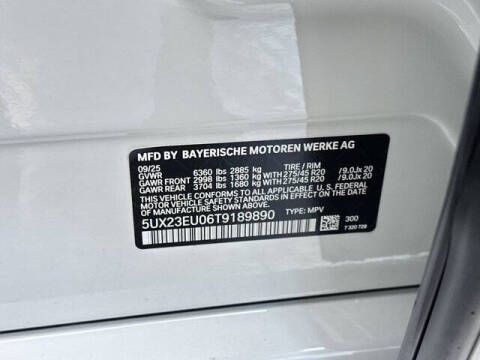 MFD BY BAYERISCHE MOTOREN WERKE AG
09/25
GVWR 6360 lbs 2885 kg TIRE / RIM
GAWR FRONT 2998 lbs 1360 kg WITH 275/45 R20 /9.0Jx 20
GAWR REAR 3704 lbs 1680 kg WITH 275/45 R20 /9.0Jx 20
THIS VEHICLE CONFORMS TO ALL APPLICABLE U.S. FEDERAL
MOTOR VEHICLE SAFETY STANDARDS IN EFFECT ON THE DATE
OF MANUFACTURE SHOWN ABOVE.
5UX23EU06T9189890 TYPE: MPV 300
7 320 729